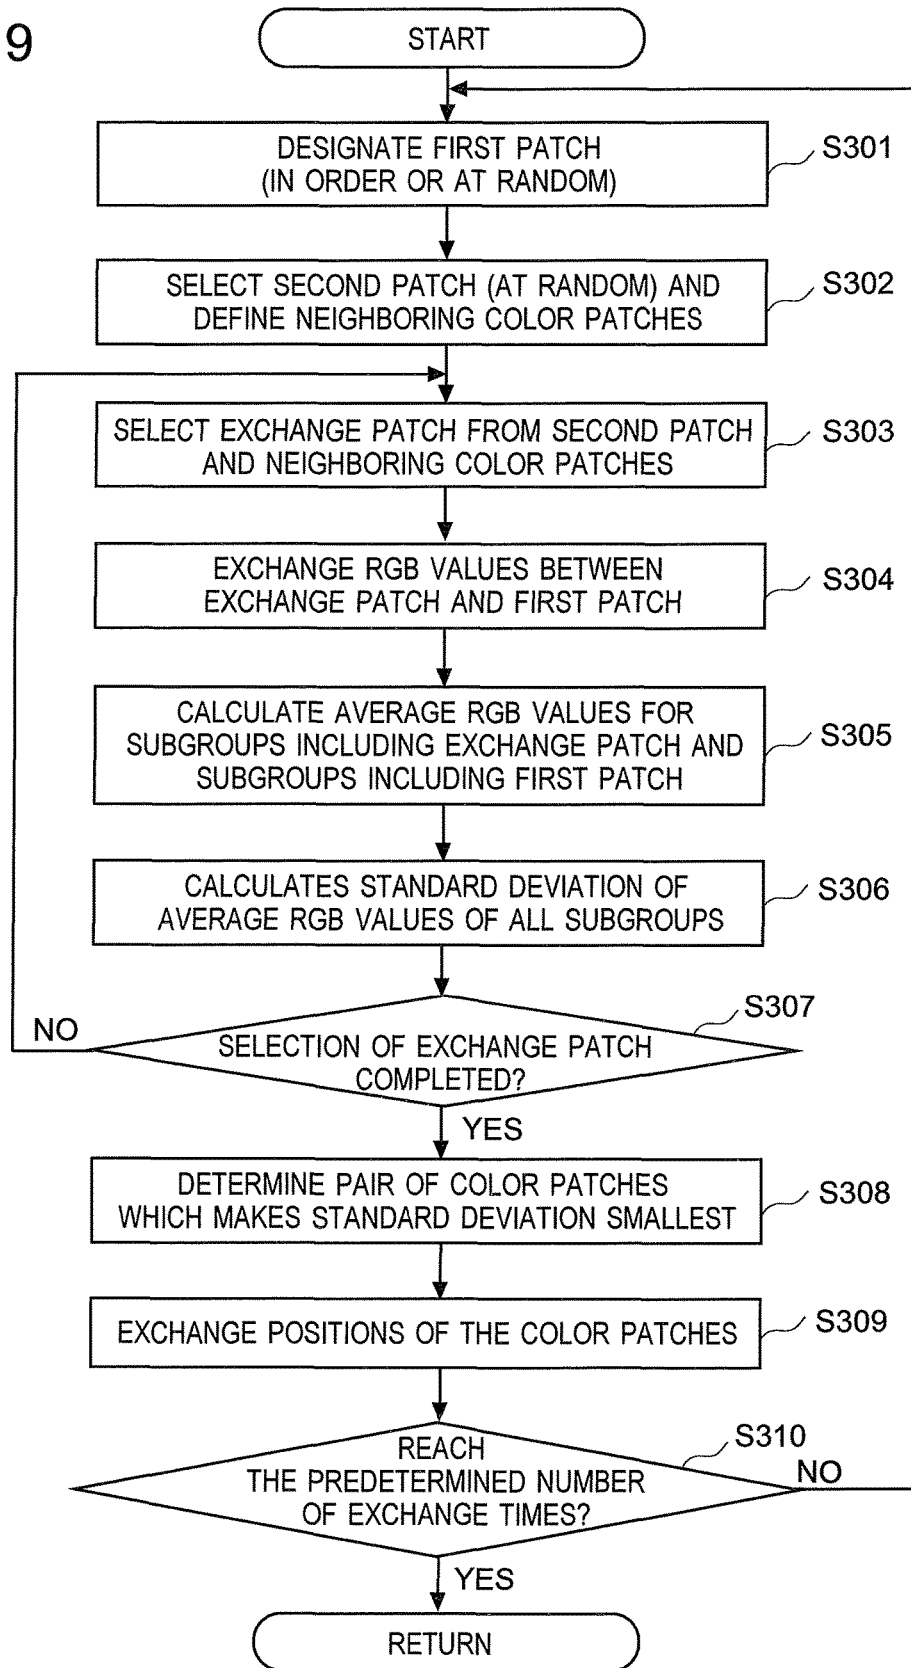 9
START
DESIGNATE FIRST PATCH
(IN ORDER OR AT RANDOM)
S301
SELECT SECOND PATCH (AT RANDOM) AND
DEFINE NEIGHBORING COLOR PATCHES
S302
SELECT EXCHANGE PATCH FROM SECOND PATCH
AND NEIGHBORING COLOR PATCHES
S303
EXCHANGE RGB VALUES BETWEEN
EXCHANGE PATCH AND FIRST PATCH
S304
CALCULATE AVERAGE RGB VALUES FOR
SUBGROUPS INCLUDING EXCHANGE PATCH AND
SUBGROUPS INCLUDING FIRST PATCH
S305
CALCULATES STANDARD DEVIATION OF
AVERAGE RGB VALUES OF ALL SUBGROUPS
S306
SELECTION OF EXCHANGE PATCH
COMPLETED?
S307
NO
YES
DETERMINE PAIR OF COLOR PATCHES
WHICH MAKES STANDARD DEVIATION SMALLEST
S308
EXCHANGE POSITIONS OF THE COLOR PATCHES
S309
REACH
THE PREDETERMINED NUMBER
OF EXCHANGE TIMES?
S310
NO
YES
RETURN